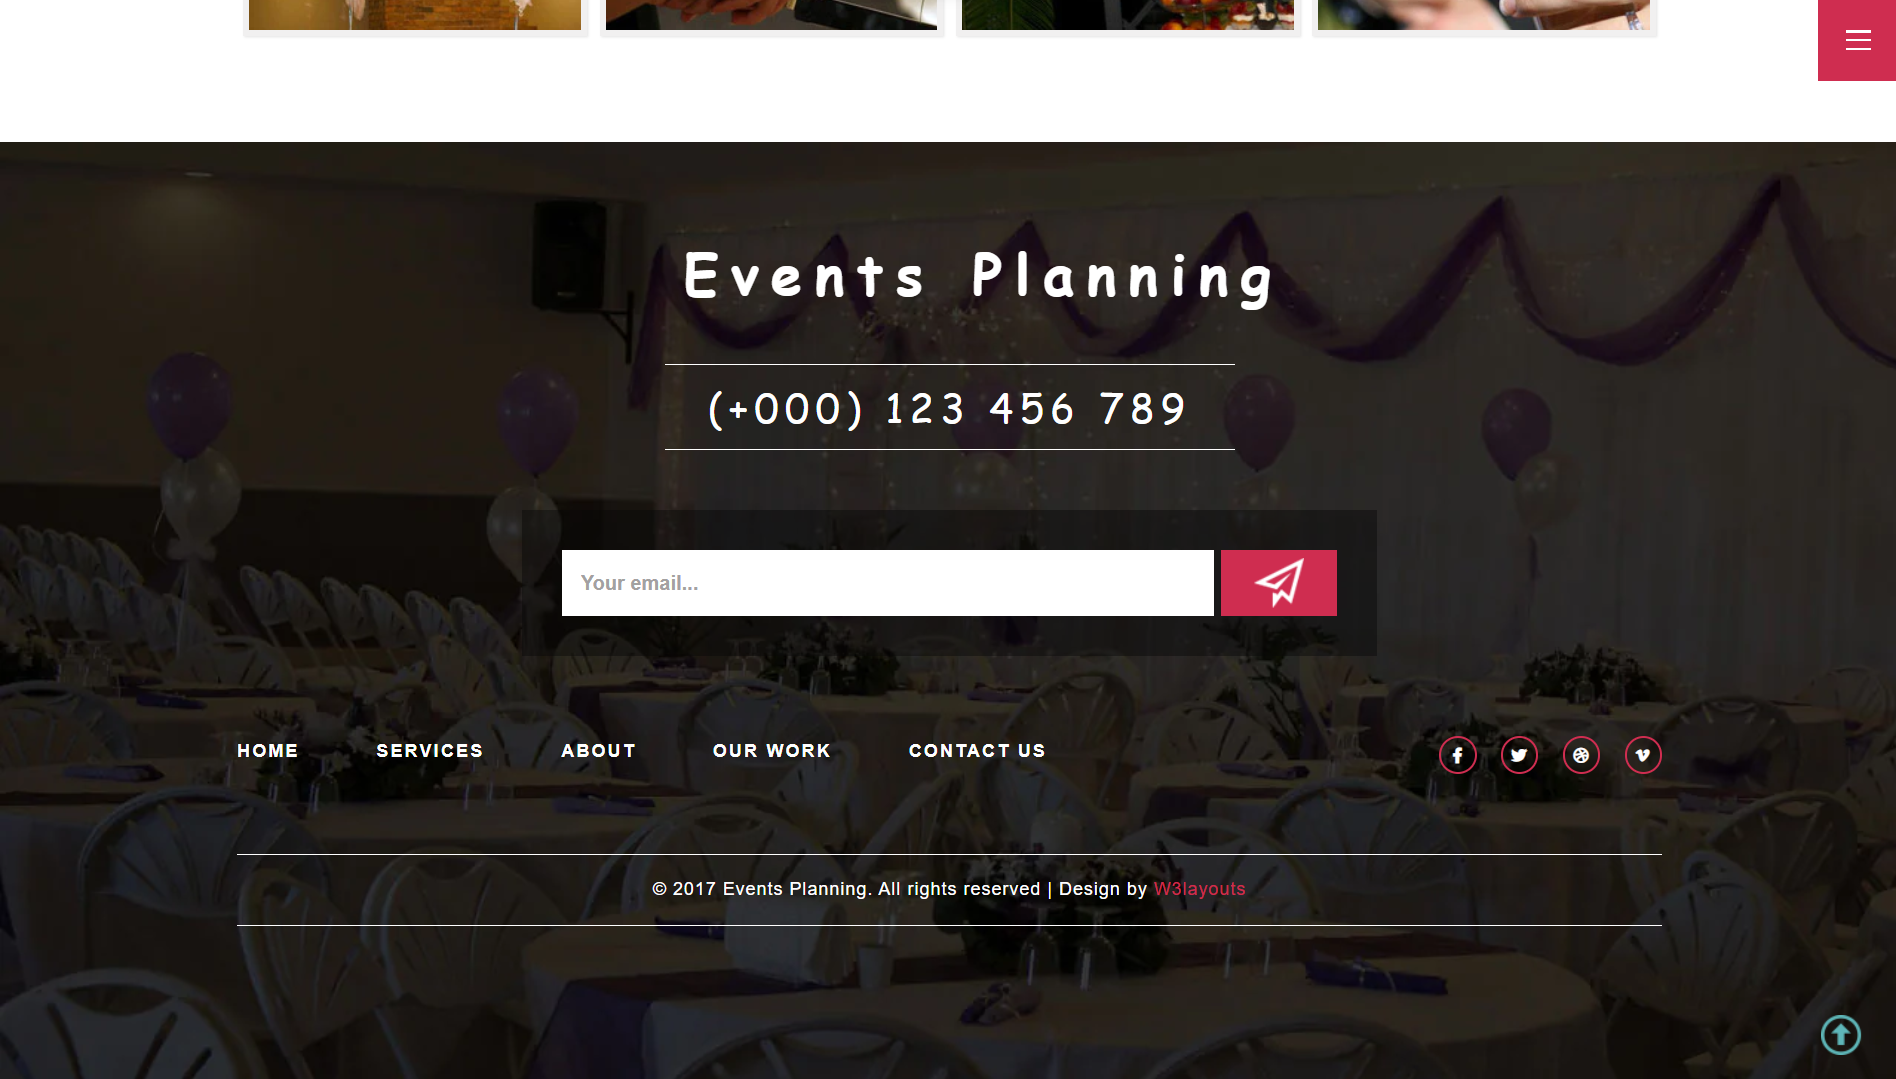 Events Planning
(+000) 123 456 789
Your email...
HOME SERVICES ABOUT OUR WORK CONTACT US
© 2017 Events Planning. All rights reserved | Design by W3layouts